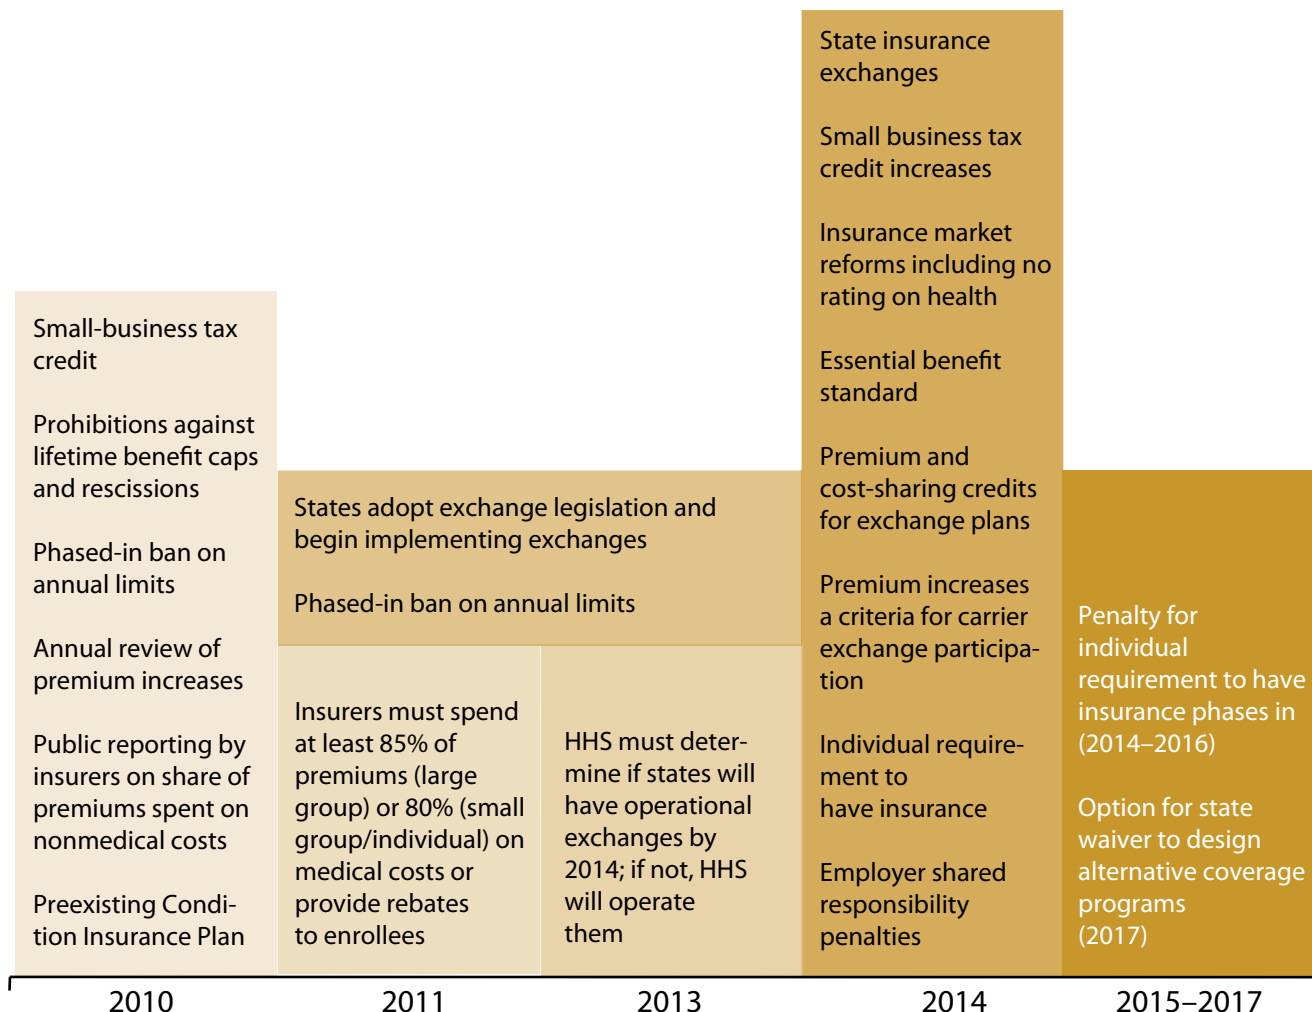 Small-business tax
credit
Prohibitions against
lifetime benefit caps
and rescissions
Phased-in ban on
annual limits
Annual review of
premium increases
Public reporting by
insurers on share of
premiums spent on
nonmedical costs
Preexisting Condi-
tion Insurance Plan
States adopt exchange legislation and
begin implementing exchanges
Phased-in ban on annual limits
Insurers must spend
at least 85% of
premiums (large
group) or 80% (small
group/individual) on
medical costs or
provide rebates
to enrollees
HHS must deter-
mine if states will
have operational
exchanges by
2014; if not, HHS
will operate
them
State insurance
exchanges
Small business tax
credit increases
Insurance market
reforms including no
rating on health
Essential benefit
standard
Premium and
cost-sharing credits
for exchange plans
Premium increases
a criteria for carrier
exchange participa-
tion
Individual require-
ment to
have insurance
Employer shared
responsibility
penalties
Penalty for
individual
requirement to have
insurance phases in
(2014–2016)
Option for state
waiver to design
alternative coverage
programs
(2017)
2010
2011
2013
2014
2015–2017